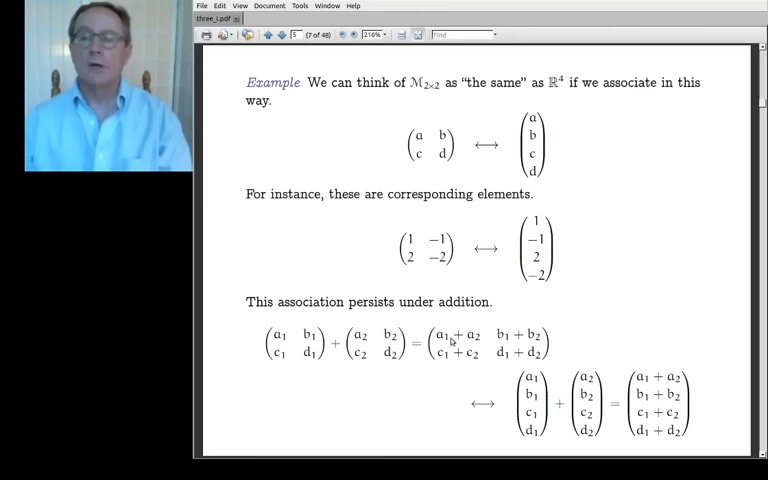 File Edit View Document Tools Window Help
three_i.pdf
5 (7 of 48) 216% Find
Example We can think of M₂ₓ₂ as “the same” as ℝ⁴ if we associate in this
way.
(a b; c d) ⟷ (a; b; c; d)
For instance, these are corresponding elements.
(1 −1; 2 −2) ⟷ (1; −1; 2; −2)
This association persists under addition.
(a₁ b₁; c₁ d₁) + (a₂ b₂; c₂ d₂) = (a₁ + a₂ b₁ + b₂; c₁ + c₂ d₁ + d₂)
⟷ (a₁; b₁; c₁; d₁) + (a₂; b₂; c₂; d₂) = (a₁ + a₂; b₁ + b₂; c₁ + c₂; d₁ + d₂)